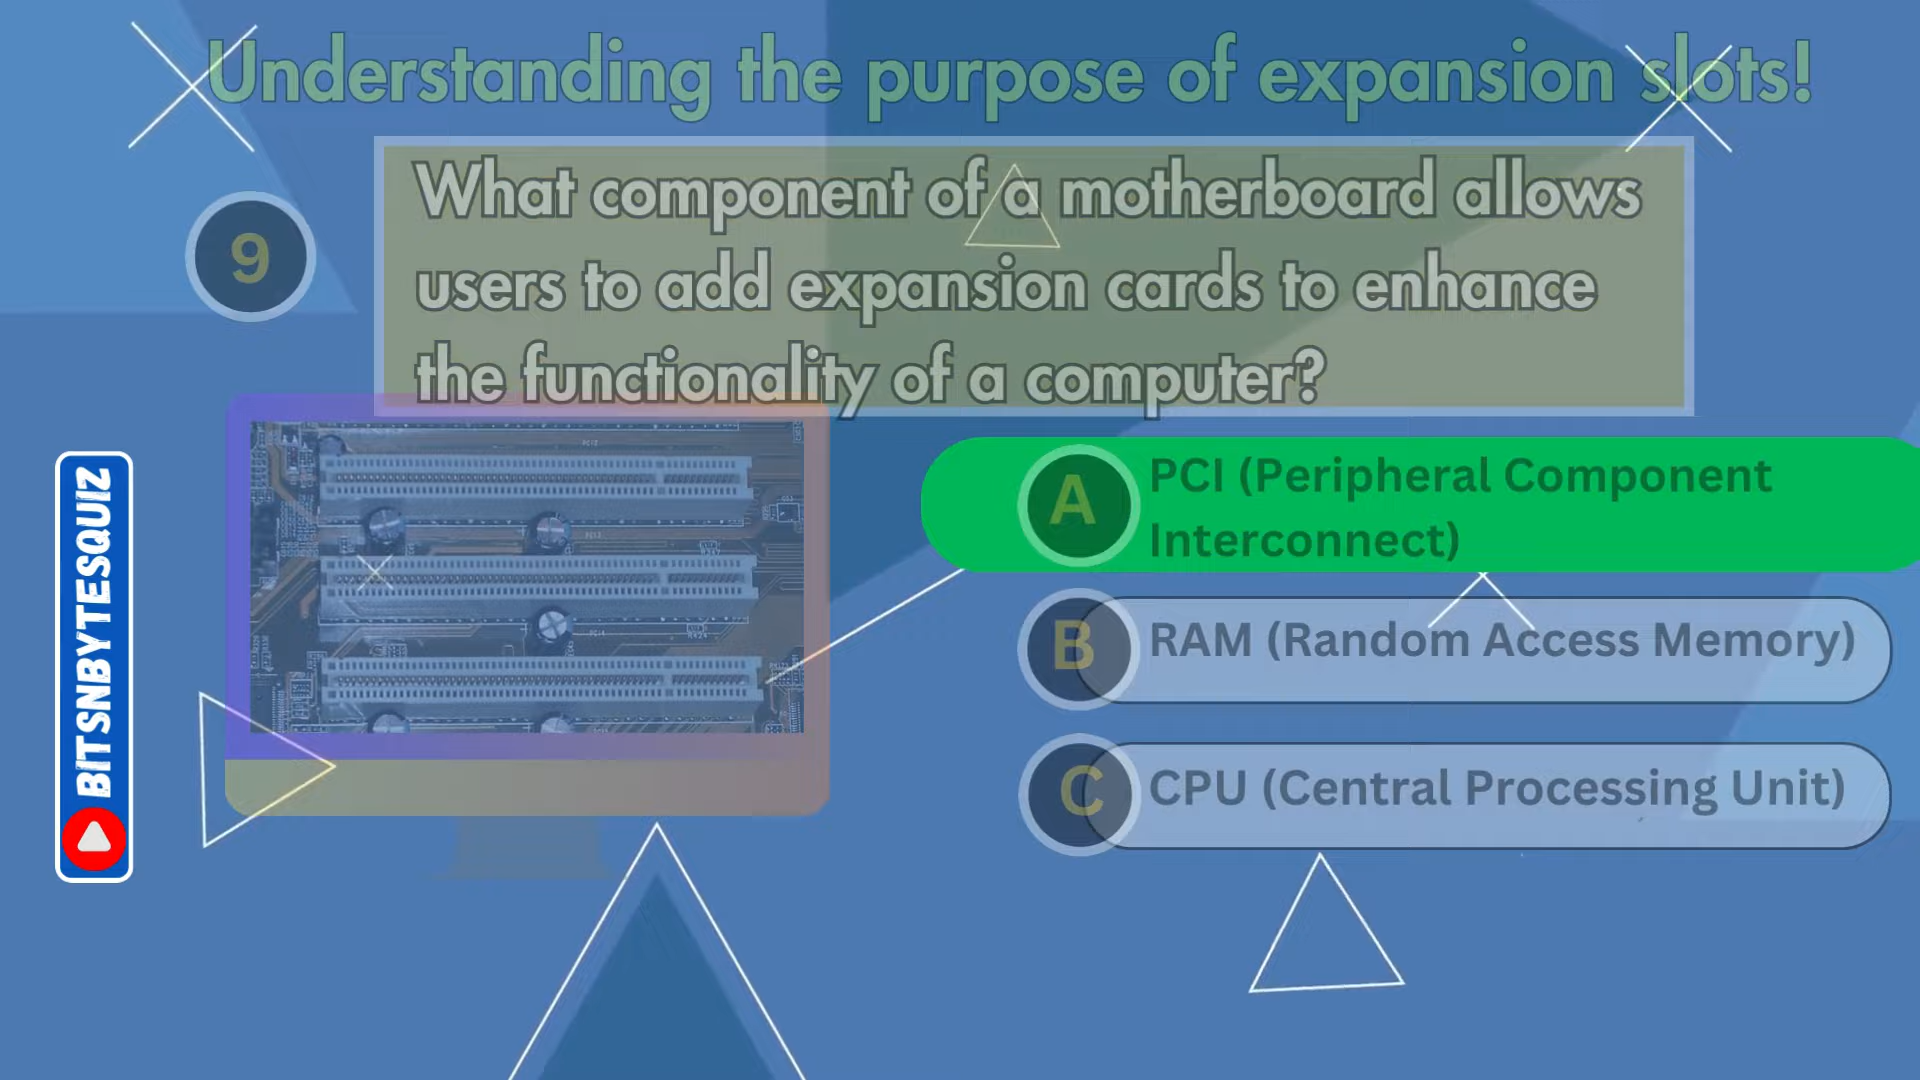 Understanding the purpose of expansion slots!
What component of a motherboard allows
users to add expansion cards to enhance
the functionality of a computer?
9
A
PCI (Peripheral Component
Interconnect)
B
RAM (Random Access Memory)
C
CPU (Central Processing Unit)
BITSNBYTESQUIZ